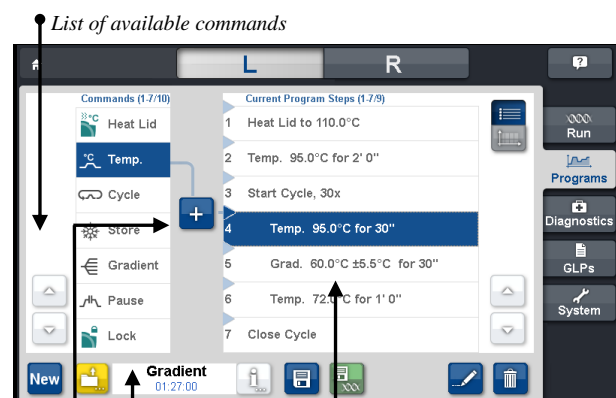 List of available commands
L R
Commands (1-7/10) Current Program Steps (1-7/9)
°C Heat Lid
°C Temp.
Cycle
Store
Gradient
Pause
Lock
1 Heat Lid to 110.0°C
2 Temp. 95.0°C for 2' 0"
3 Start Cycle, 30x
4 Temp. 95.0°C for 30"
5 Grad. 60.0°C ±5.5°C for 30"
6 Temp. 72.0°C for 1' 0"
7 Close Cycle
?
Run
Programs
Diagnostics
GLPs
System
New
Gradient
01:27:00